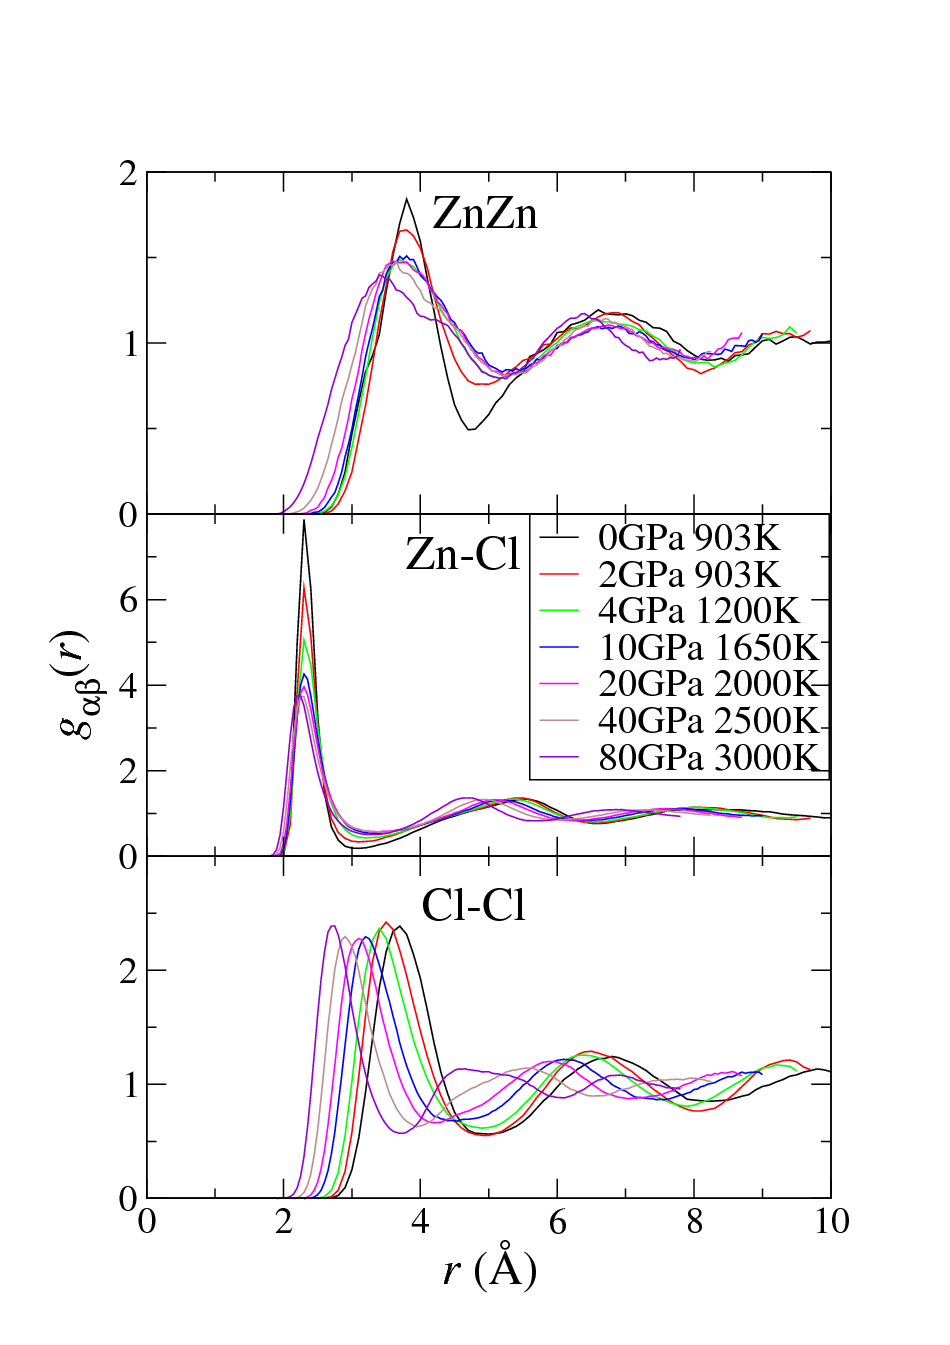 2
ZnZn
1
0
Zn-Cl
0GPa 903K
2GPa 903K
4GPa 1200K
10GPa 1650K
20GPa 2000K
40GPa 2500K
80GPa 3000K
6
4
2
0
gαβ(r)
Cl-Cl
2
1
0
0 2 4 6 8 10
r (Å)